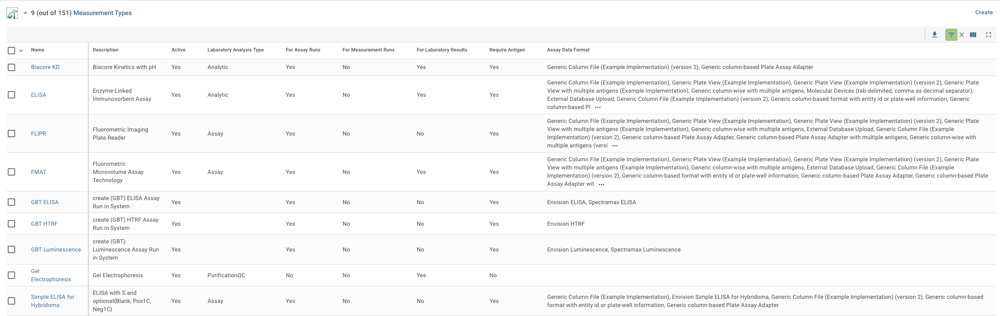 9 (out of 151) Measurement Types
Create
Name Description Active Laboratory Analysis Type For Assay Runs For Measurement Runs For Laboratory Results Require Antigen Assay Data Format
Biacore KD Biacore Kinetics with pH Yes Analytic Yes No Yes Yes Generic Column File (Example Implementation) (version 2), Generic column-based Plate Assay Adapter
ELISA
Enzyme-Linked
Immunosorbent Assay
Yes Analytic Yes No Yes Yes
Generic Column File (Example Implementation), Generic Plate View (Example Implementation), Generic Plate View (Example Implementation) (version 2), Generic Plate
View with multiple antigens (Example Implementation), Generic column-wise with multiple antigens, Molecular Devices (tab-delimited, comma as decimal separator),
External Database Upload, Generic Column File (Example Implementation) (version 2), Generic column-based format with entity id or plate-well information, Generic
column-based Pl •••
FLIPR
Fluorometric Imaging
Plate Reader
Yes Assay Yes No No Yes
Generic Column File (Example Implementation), Generic Plate View (Example Implementation), Generic Plate View (Example Implementation) (version 2), Generic Plate
View with multiple antigens (Example Implementation), Generic column-wise with multiple antigens, External Database Upload, Generic Column File (Example
Implementation) (version 2), Generic column-based Plate Assay Adapter, Generic column-based Plate Assay Adapter with multiple antigens, Generic column-wise with
multiple antigens (versi •••
FMAT
Fluorometric
Microvolume Assay
Technology
Yes Assay Yes No Yes Yes
Generic Column File (Example Implementation), Generic Plate View (Example Implementation), Generic Plate View (Example Implementation) (version 2), Generic Plate
View with multiple antigens (Example Implementation), Generic column-wise with multiple antigens, External Database Upload, Generic Column File (Example
Implementation) (version 2), Generic column-based format with entity id or plate-well information, Generic column-based Plate Assay Adapter, Generic column-based Plate
Assay Adapter wit •••
GBT ELISA
create (GBT) ELISA Assay
Run in System
Yes Yes No No Yes Envision ELISA, Spectramax ELISA
GBT HTRF
create (GBT) HTRF Assay
Run in System
Yes Yes No No Yes Envision HTRF
GBT Luminescence
create (GBT)
Luminescence Assay Run
in System
Yes Yes No No Yes Envision Luminescence, Spectramax Luminescence
Gel
Electrophoresis
Gel Electrophoresis Yes PurificationQC No No Yes No
Simple ELISA for
Hybridoma
ELISA with S and
optional{Blank, Pos1C,
Neg1C}
Yes Assay Yes No No Yes
Generic Column File (Example Implementation), Envision Simple ELISA for Hybridoma, Generic Column File (Example Implementation) (version 2), Generic column-based
format with entity id or plate-well information, Generic column-based Plate Assay Adapter